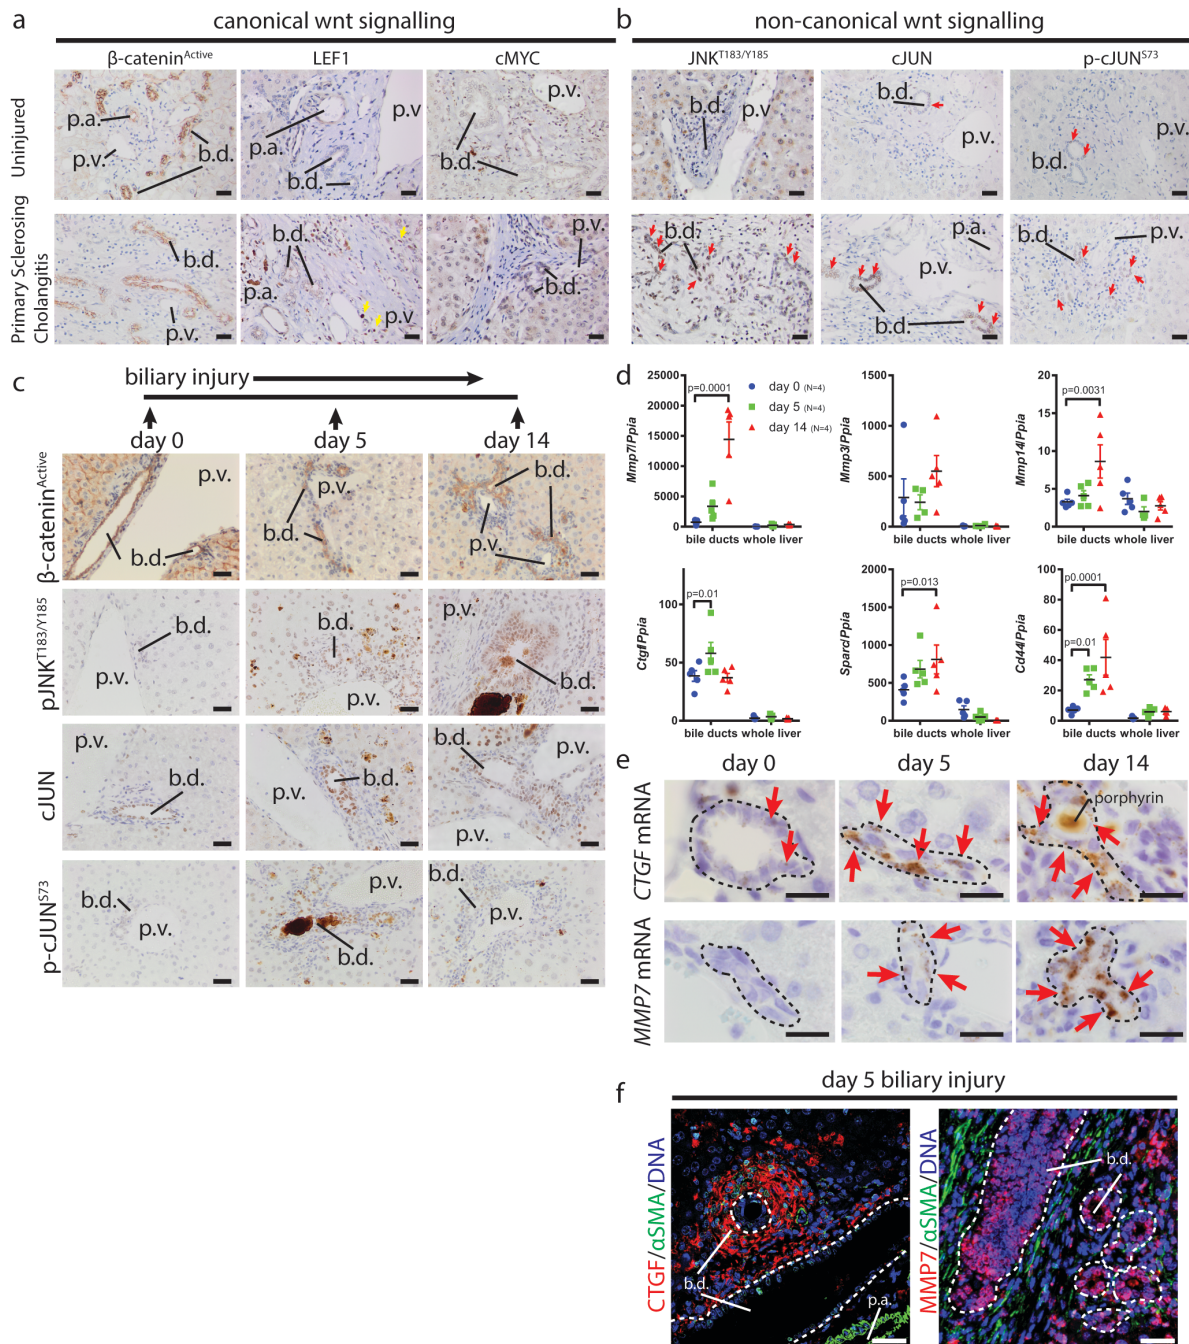 a
canonical wnt signalling
β-catenin^Active
LEF1
cMYC
Uninjured
p.a.
p.v.
b.d.
p.a.
b.d.
p.v
p.v.
b.d.
Primary Sclerosing
Cholangitis
b.d.
p.v.
b.d.
p.a.
p.v
p.v.
b.d.
b
non-canonical wnt signalling
JNK^T183/Y185
cJUN
p-cJUN^S73
b.d.
p.v
b.d.
p.v.
b.d.
p.v.
b.d.
p.a.
p.v.
b.d.
b.d.
p.v.
c
biliary injury
day 0
day 5
day 14
β-catenin^Active
p.v.
b.d.
p.v.
b.d.
b.d.
p.v.
pJNK^T183/Y185
b.d.
p.v.
b.d.
p.v.
p.v.
b.d.
cJUN
p.v.
b.d.
b.d.
p.v.
b.d.
p.v.
p.v.
p-cJUN^S73
b.d.
p.v.
p.v.
b.d.
b.d.
p.v.
d
Mmp7/Ppia
25000
20000
15000
10000
5000
0
p=0.0001
day 0 (N=4)
day 5 (N=4)
day 14 (N=4)
bile ducts whole liver
Mmp3/Ppia
1500
1000
500
0
bile ducts whole liver
Mmp14/Ppia
20
15
10
5
0
p=0.0031
bile ducts whole liver
Ctgf/Ppia
100
50
0
p=0.01
bile ducts whole liver
Sparc/Ppia
2000
1500
1000
500
0
p=0.013
bile ducts whole liver
Cd44/Ppia
100
80
60
40
20
0
p0.0001
p=0.01
bile ducts whole liver
e
day 0
day 5
day 14
CTGF mRNA
porphyrin
MMP7 mRNA
f
day 5 biliary injury
CTGF/αSMA/DNA
b.d.
p.a.
MMP7/αSMA/DNA
b.d.